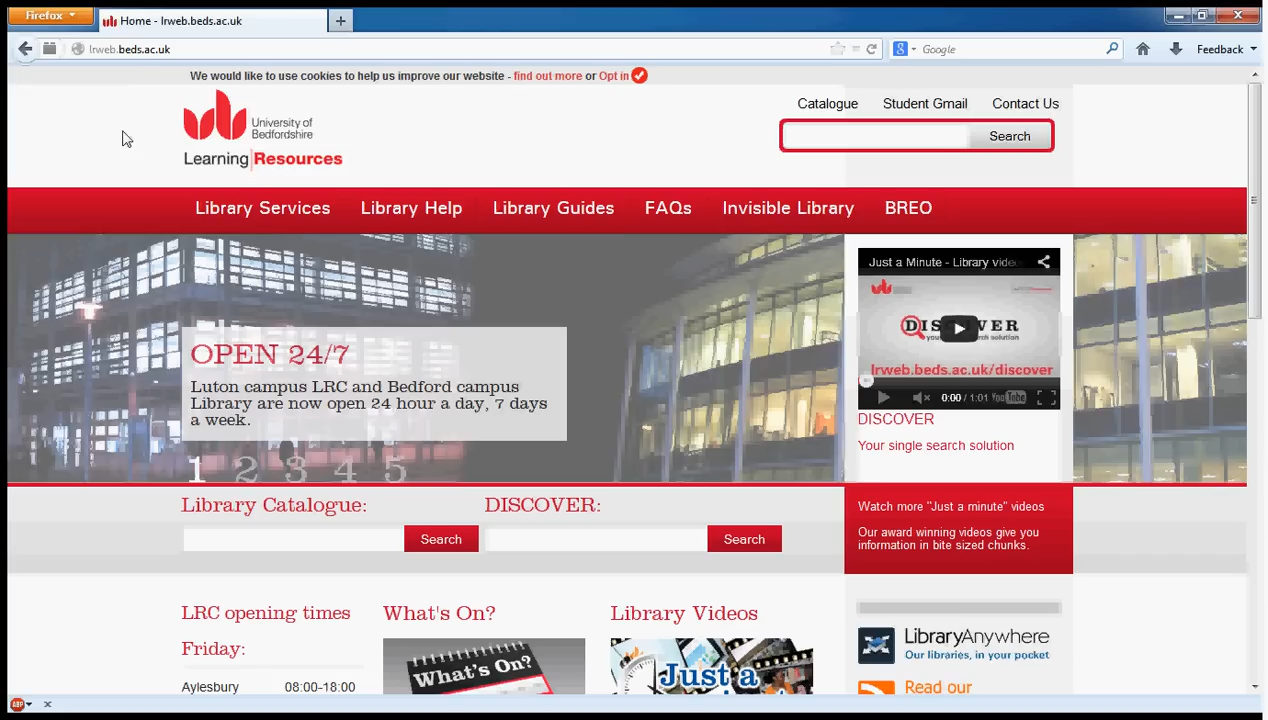 Firefox
Home - lrweb.beds.ac.uk
lrweb.beds.ac.uk
Google
Feedback
We would like to use cookies to help us improve our website - find out more or Opt in
University of
Bedfordshire
Learning Resources
Catalogue Student Gmail Contact Us
Search
Library Services Library Help Library Guides FAQs Invisible Library BREO
Just a Minute - Library vide
DISCOVER
your search solution
lrweb.beds.ac.uk/discover
0:00 / 1:01 YouTube
DISCOVER
Your single search solution
OPEN 24/7
Luton campus LRC and Bedford campus
Library are now open 24 hour a day, 7 days
a week.
1 2 3 4 5
Library Catalogue: DISCOVER:
Search Search
Watch more "Just a minute" videos
Our award winning videos give you
information in bite sized chunks.
LRC opening times
Friday:
Aylesbury 08:00-18:00
What's On?
What's On?
Library Videos
Just a
LibraryAnywhere
Our libraries, in your pocket
Read our
ABP